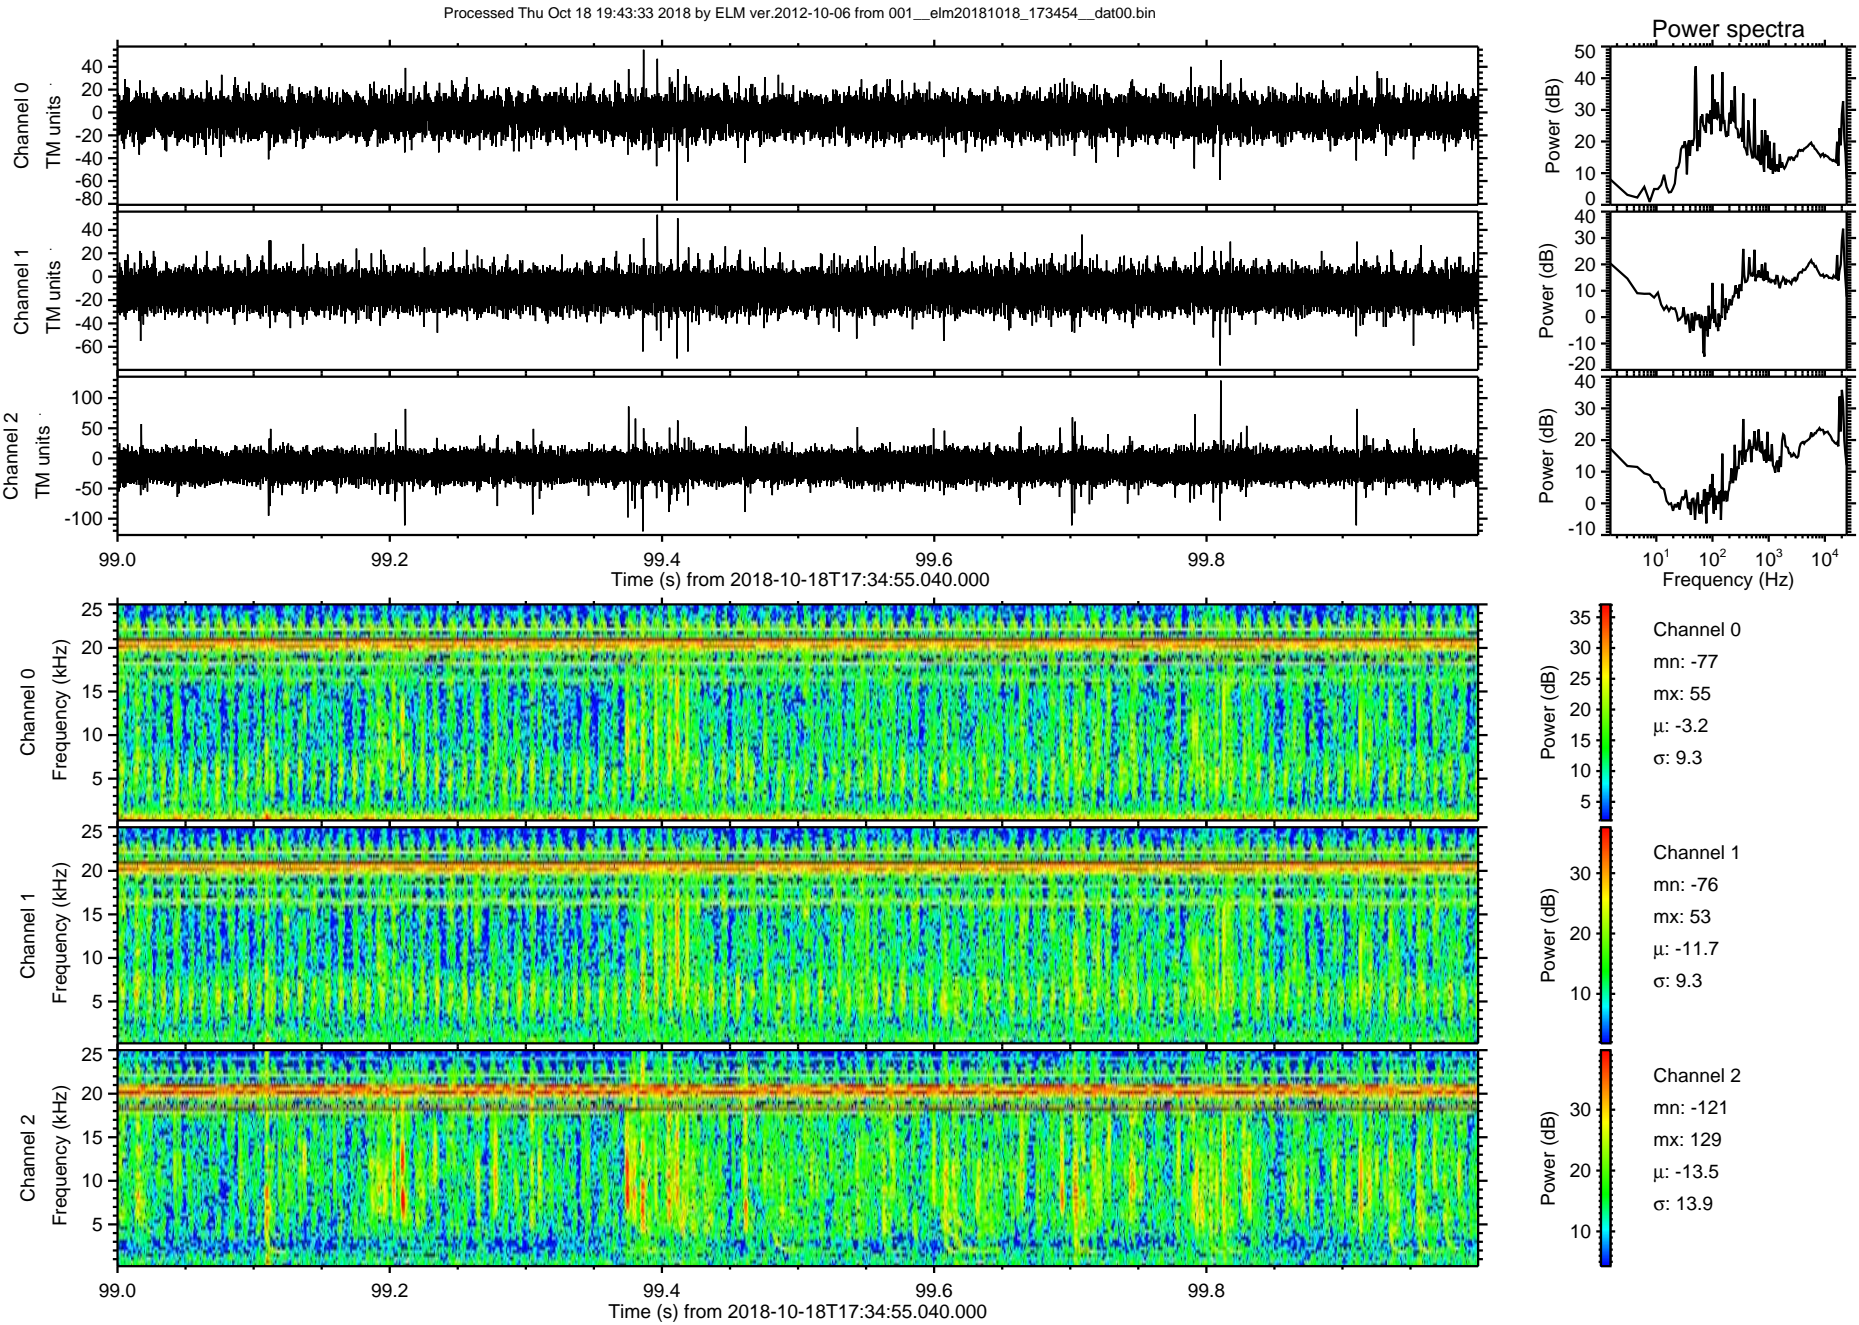 Processed Thu Oct 18 19:43:33 2018 by ELM ver.2012-10-06 from 001__elm20181018_173454__dat00.bin
Power spectra
Channel 0
TM units
40
20
0
-20
-40
-60
-80
Power (dB)
50
40
30
20
10
0
Channel 1
TM units
40
20
0
-20
-40
-60
Power (dB)
40
30
20
10
0
-10
-20
Channel 2
TM units
100
50
0
-50
-100
Power (dB)
40
30
20
10
0
-10
99.0 99.2 99.4 99.6 99.8
Time (s) from 2018-10-18T17:34:55.040.000
10^1 10^2 10^3 10^4
Frequency (Hz)
Channel 0
Frequency (kHz)
25
20
15
10
5
Power (dB)
35
30
25
20
15
10
5
Channel 0
mn: -77
mx: 55
μ: -3.2
σ: 9.3
Channel 1
Frequency (kHz)
25
20
15
10
5
Power (dB)
30
20
10
Channel 1
mn: -76
mx: 53
μ: -11.7
σ: 9.3
Channel 2
Frequency (kHz)
25
20
15
10
5
Power (dB)
30
20
10
Channel 2
mn: -121
mx: 129
μ: -13.5
σ: 13.9
99.0 99.2 99.4 99.6 99.8
Time (s) from 2018-10-18T17:34:55.040.000